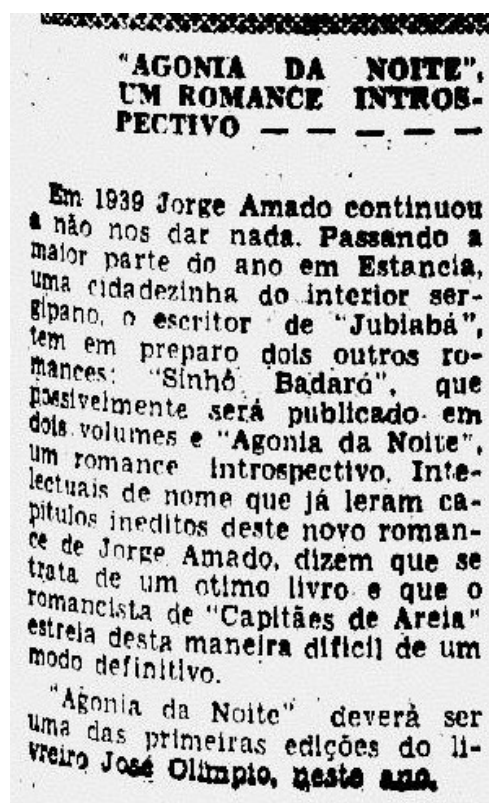 "AGONIA DA NOITE",
UM ROMANCE INTROS-
PECTIVO — — — — —
Em 1939 Jorge Amado continuou
a não nos dar nada. Passando a
maior parte do ano em Estancia,
uma cidadezinha do interior ser-
gipano, o escritor de "Jubiabá",
tem em preparo dois outros ro-
mances: "Sinhô Badaró", que
possivelmente será publicado em
dois volumes e "Agonia da Noite",
um romance introspectivo. Inte-
lectuais de nome que já leram ca-
pitulos ineditos deste novo roman-
ce de Jorge Amado, dizem que se
trata de um otimo livro e que o
romancista de "Capitães de Areia"
estreia desta maneira dificil de um
modo definitivo.
"Agonia da Noite" deverá ser
uma das primeiras edições do li-
vreiro José Olimpio, neste ano.